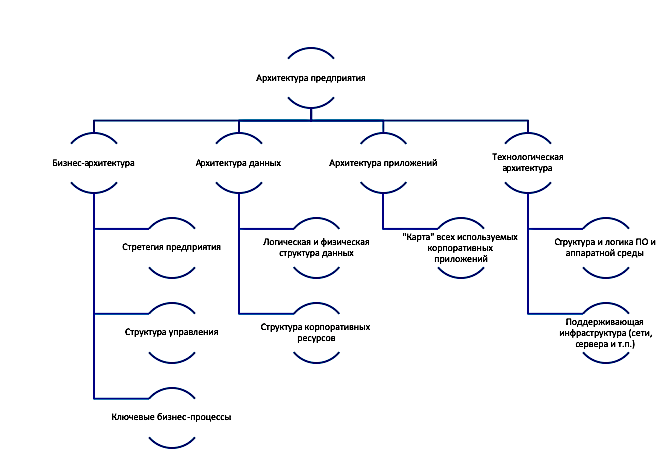 Архитектура предприятия
Бизнес-архитектура
Архитектура данных
Архитектура приложений
Технологическая
архитектура
Стретегия предприятия
Логическая и физическая
структура данных
"Карта" всех используемых
корпоративных
приложений
Структура и логика ПО и
аппаратной среды
Структура управления
Структура корпоративных
ресурсов
Поддерживающая
инфраструктура (сети,
сервера и т.п.)
Ключевые бизнес-процессы